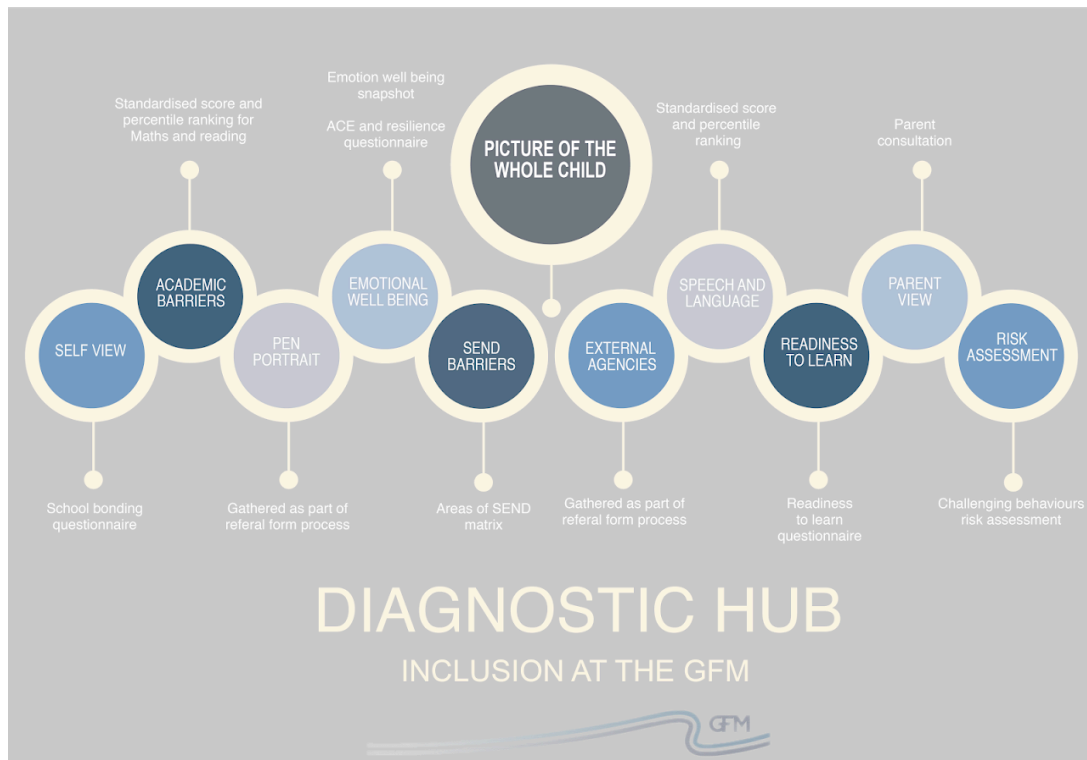 Emotion well being
snapshot
ACE and resilience
questionnaire
Standardised score and
percentile ranking for
Maths and reading
PICTURE OF THE
WHOLE CHILD
Standardised score
and percentile
ranking
Parent
consultation
SELF VIEW
ACADEMIC
BARRIERS
PEN
PORTRAIT
EMOTIONAL
WELL BEING
SEND
BARRIERS
EXTERNAL
AGENCIES
SPEECH AND
LANGUAGE
READINESS
TO LEARN
PARENT
VIEW
RISK
ASSESSMENT
School bonding
questionnaire
Gathered as part of
referal form process
Areas of SEND
matrix
Gathered as part of
referal form process
Readiness
to learn
questionnaire
Challenging behaviours
risk assessment
DIAGNOSTIC HUB
INCLUSION AT THE GFM
GFM